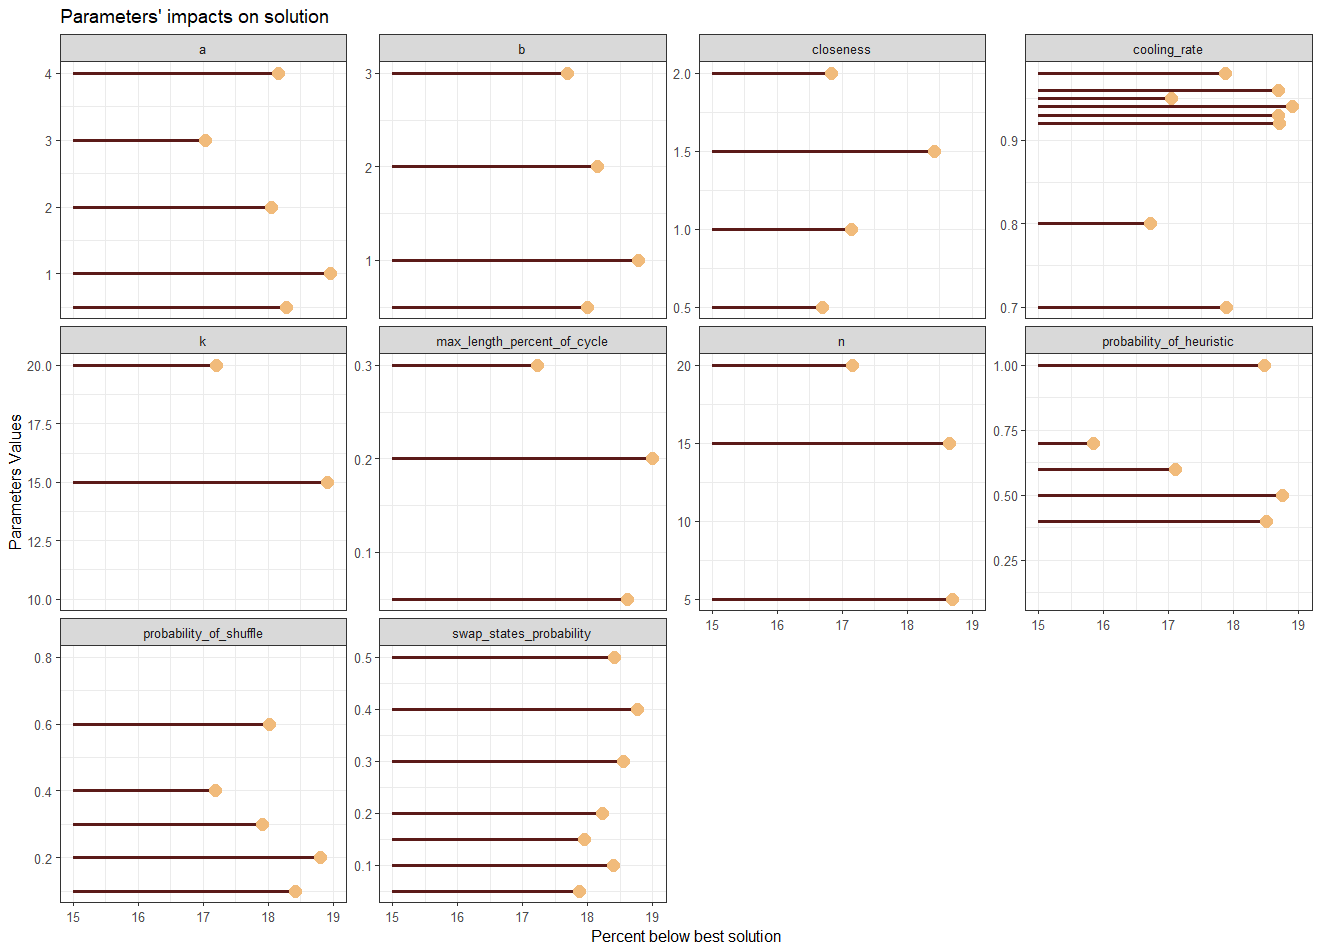 Parameters' impacts on solution
a
b
closeness
cooling_rate
4
3
2
1
3
2
1
2.0
1.5
1.0
0.5
0.9
0.8
0.7
k
max_length_percent_of_cycle
n
probability_of_heuristic
20.0
17.5
15.0
12.5
10.0
0.3
0.2
0.1
20
15
10
5
1.00
0.75
0.50
0.25
15 16 17 18 19
15 16 17 18 19
probability_of_shuffle
swap_states_probability
0.8
0.6
0.4
0.2
0.5
0.4
0.3
0.2
0.1
15 16 17 18 19
15 16 17 18 19
Parameters Values
Percent below best solution